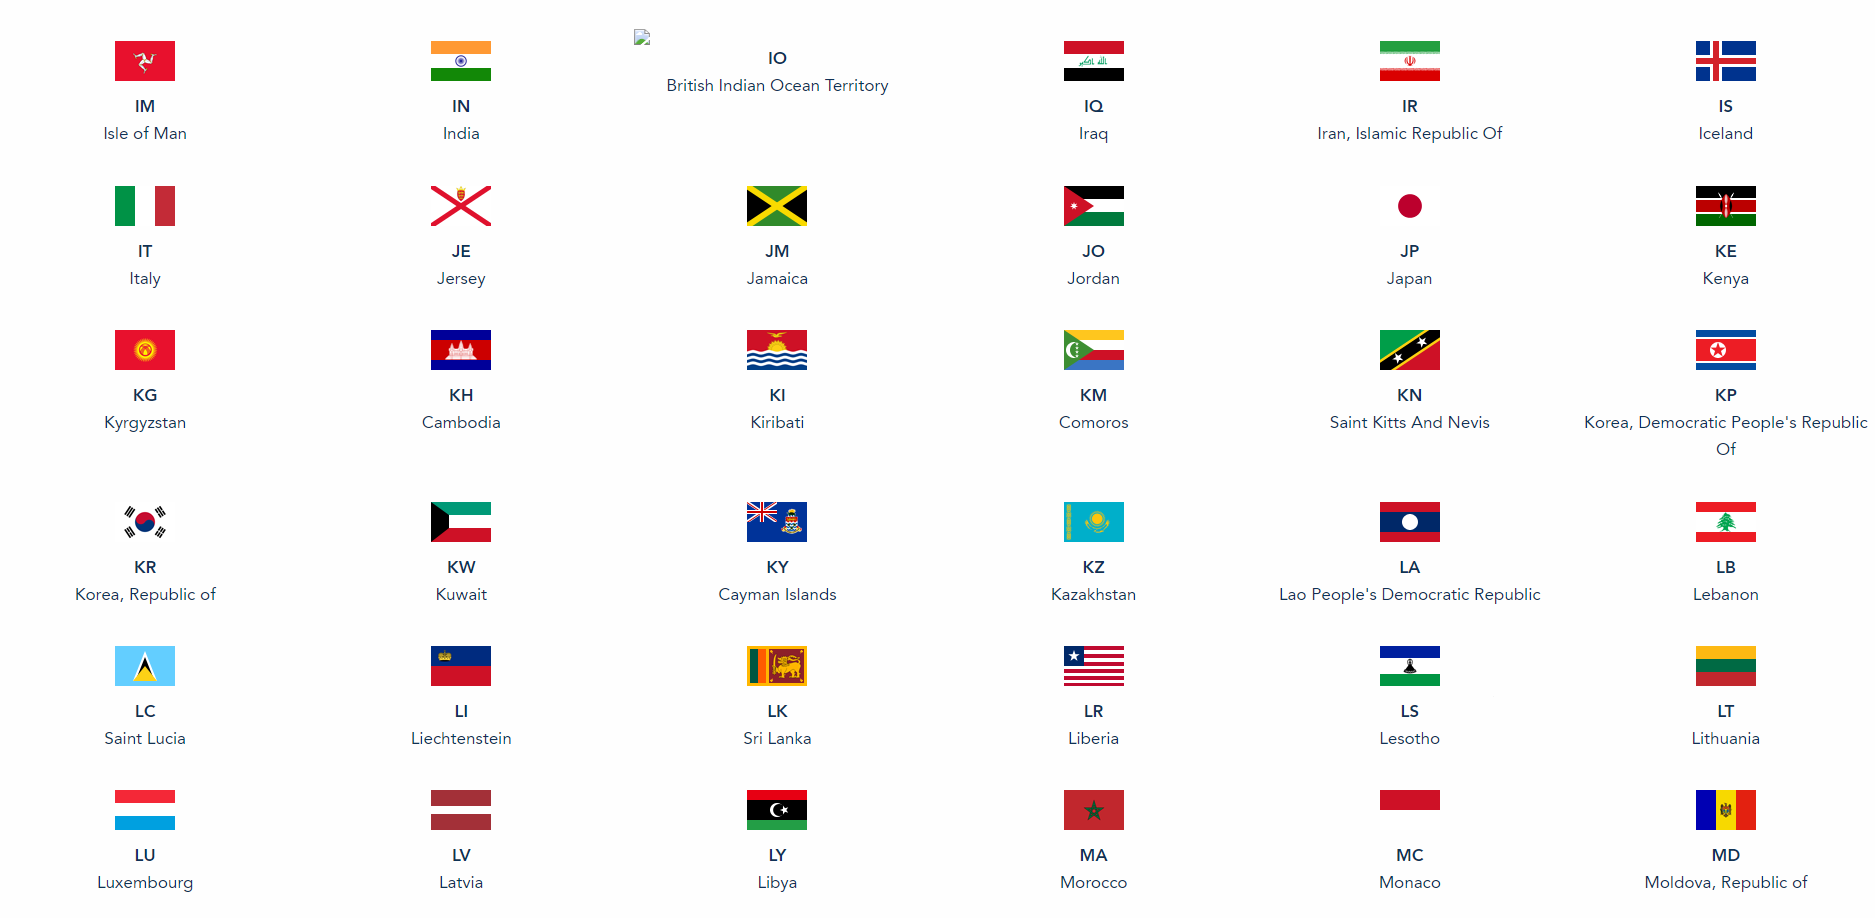 IM
Isle of Man
IN
India
IO
British Indian Ocean Territory
IQ
Iraq
IR
Iran, Islamic Republic Of
IS
Iceland
IT
Italy
JE
Jersey
JM
Jamaica
JO
Jordan
JP
Japan
KE
Kenya
KG
Kyrgyzstan
KH
Cambodia
KI
Kiribati
KM
Comoros
KN
Saint Kitts And Nevis
KP
Korea, Democratic People's Republic
Of
KR
Korea, Republic of
KW
Kuwait
KY
Cayman Islands
KZ
Kazakhstan
LA
Lao People's Democratic Republic
LB
Lebanon
LC
Saint Lucia
LI
Liechtenstein
LK
Sri Lanka
LR
Liberia
LS
Lesotho
LT
Lithuania
LU
Luxembourg
LV
Latvia
LY
Libya
MA
Morocco
MC
Monaco
MD
Moldova, Republic of